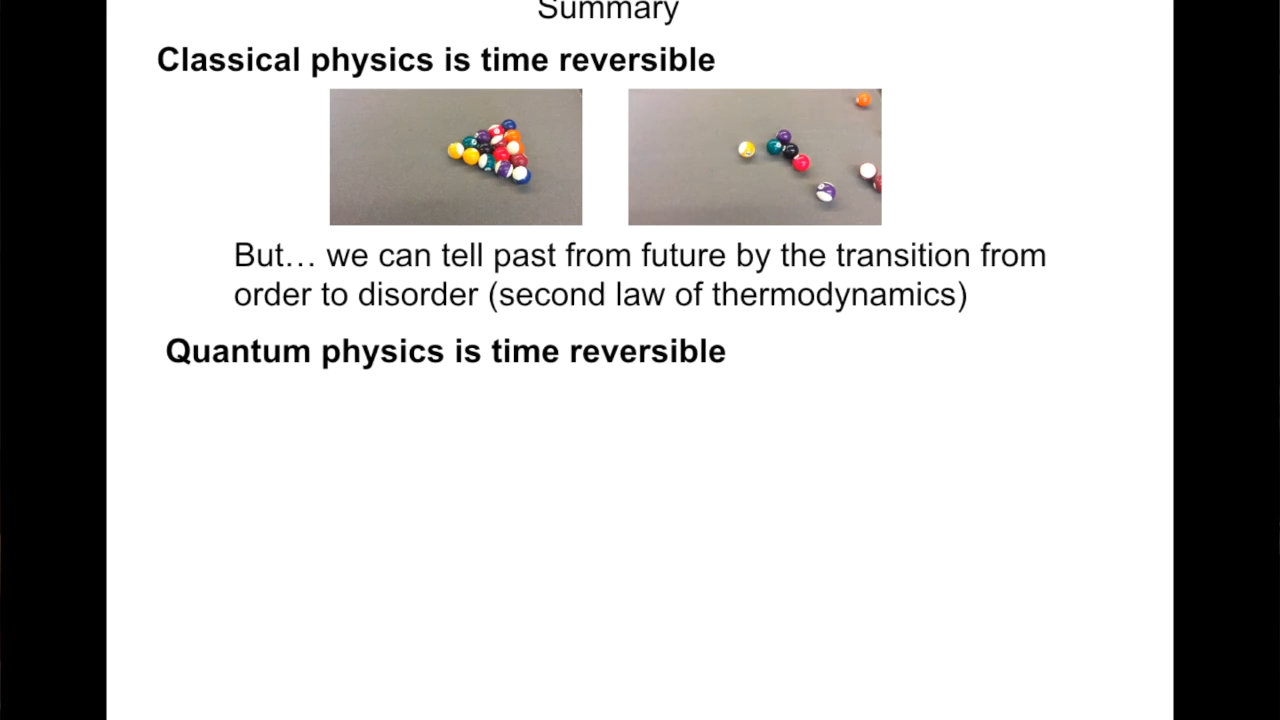 Summary
Classical physics is time reversible
But… we can tell past from future by the transition from
order to disorder (second law of thermodynamics)
Quantum physics is time reversible